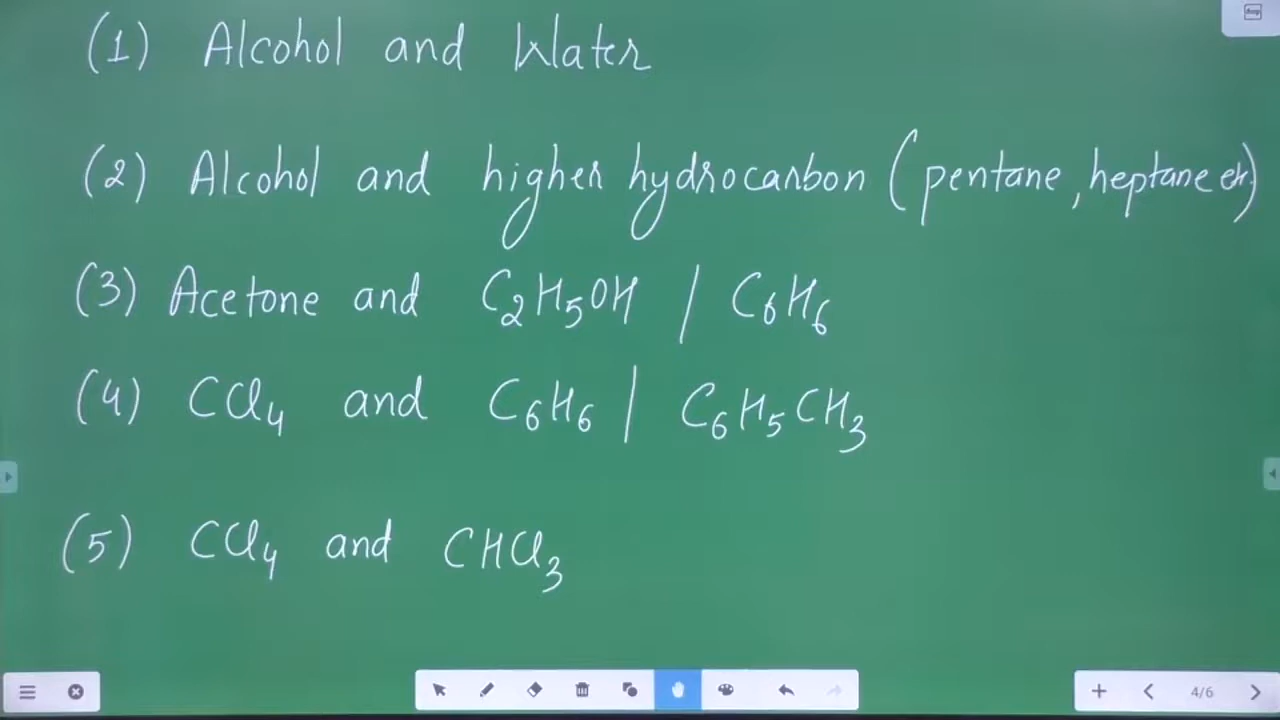 (1) Alcohol and Water
(2) Alcohol and higher hydrocarbon (pentane, heptane etc.)
(3) Acetone and C₂H₅OH / C₆H₆
(4) CCl₄ and C₆H₆ / C₆H₅CH₃
(5) CCl₄ and CHCl₃
4/6